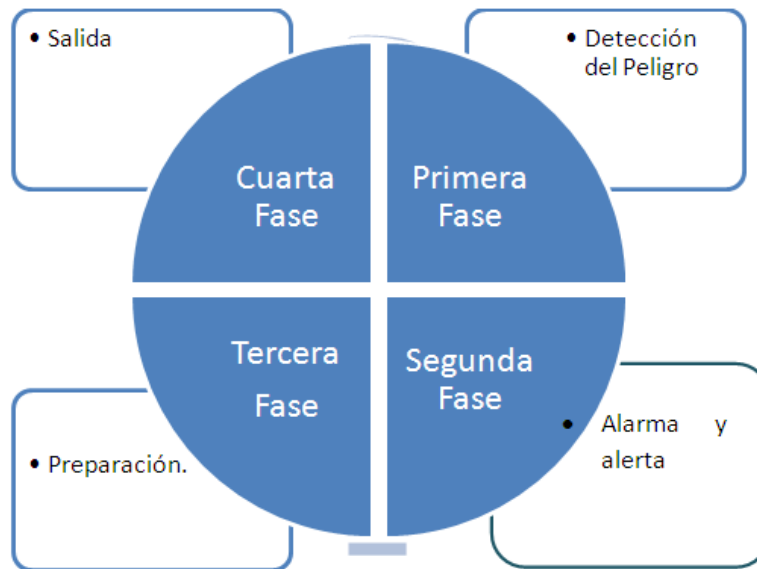 • Salida
• Detección
del Peligro
Cuarta
Fase
Primera
Fase
Tercera
Fase
Segunda
Fase
• Preparación.
• Alarma y
alerta